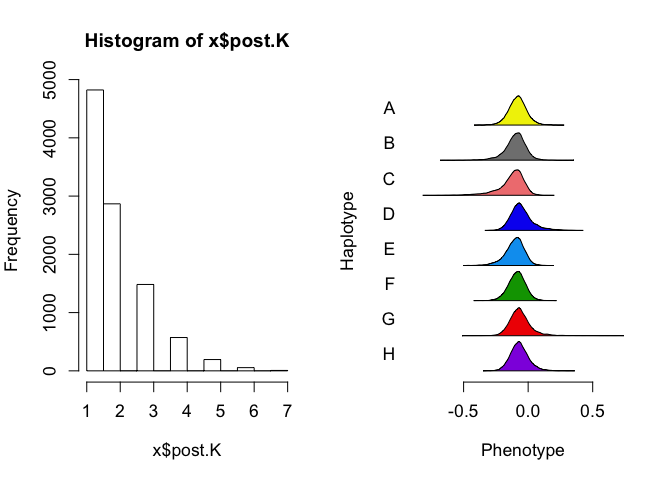 Histogram of x$post.K
Frequency
0
1000
2000
3000
4000
5000
1 2 3 4 5 6 7
x$post.K
Haplotype
A
B
C
D
E
F
G
H
-0.5 0.0 0.5
Phenotype